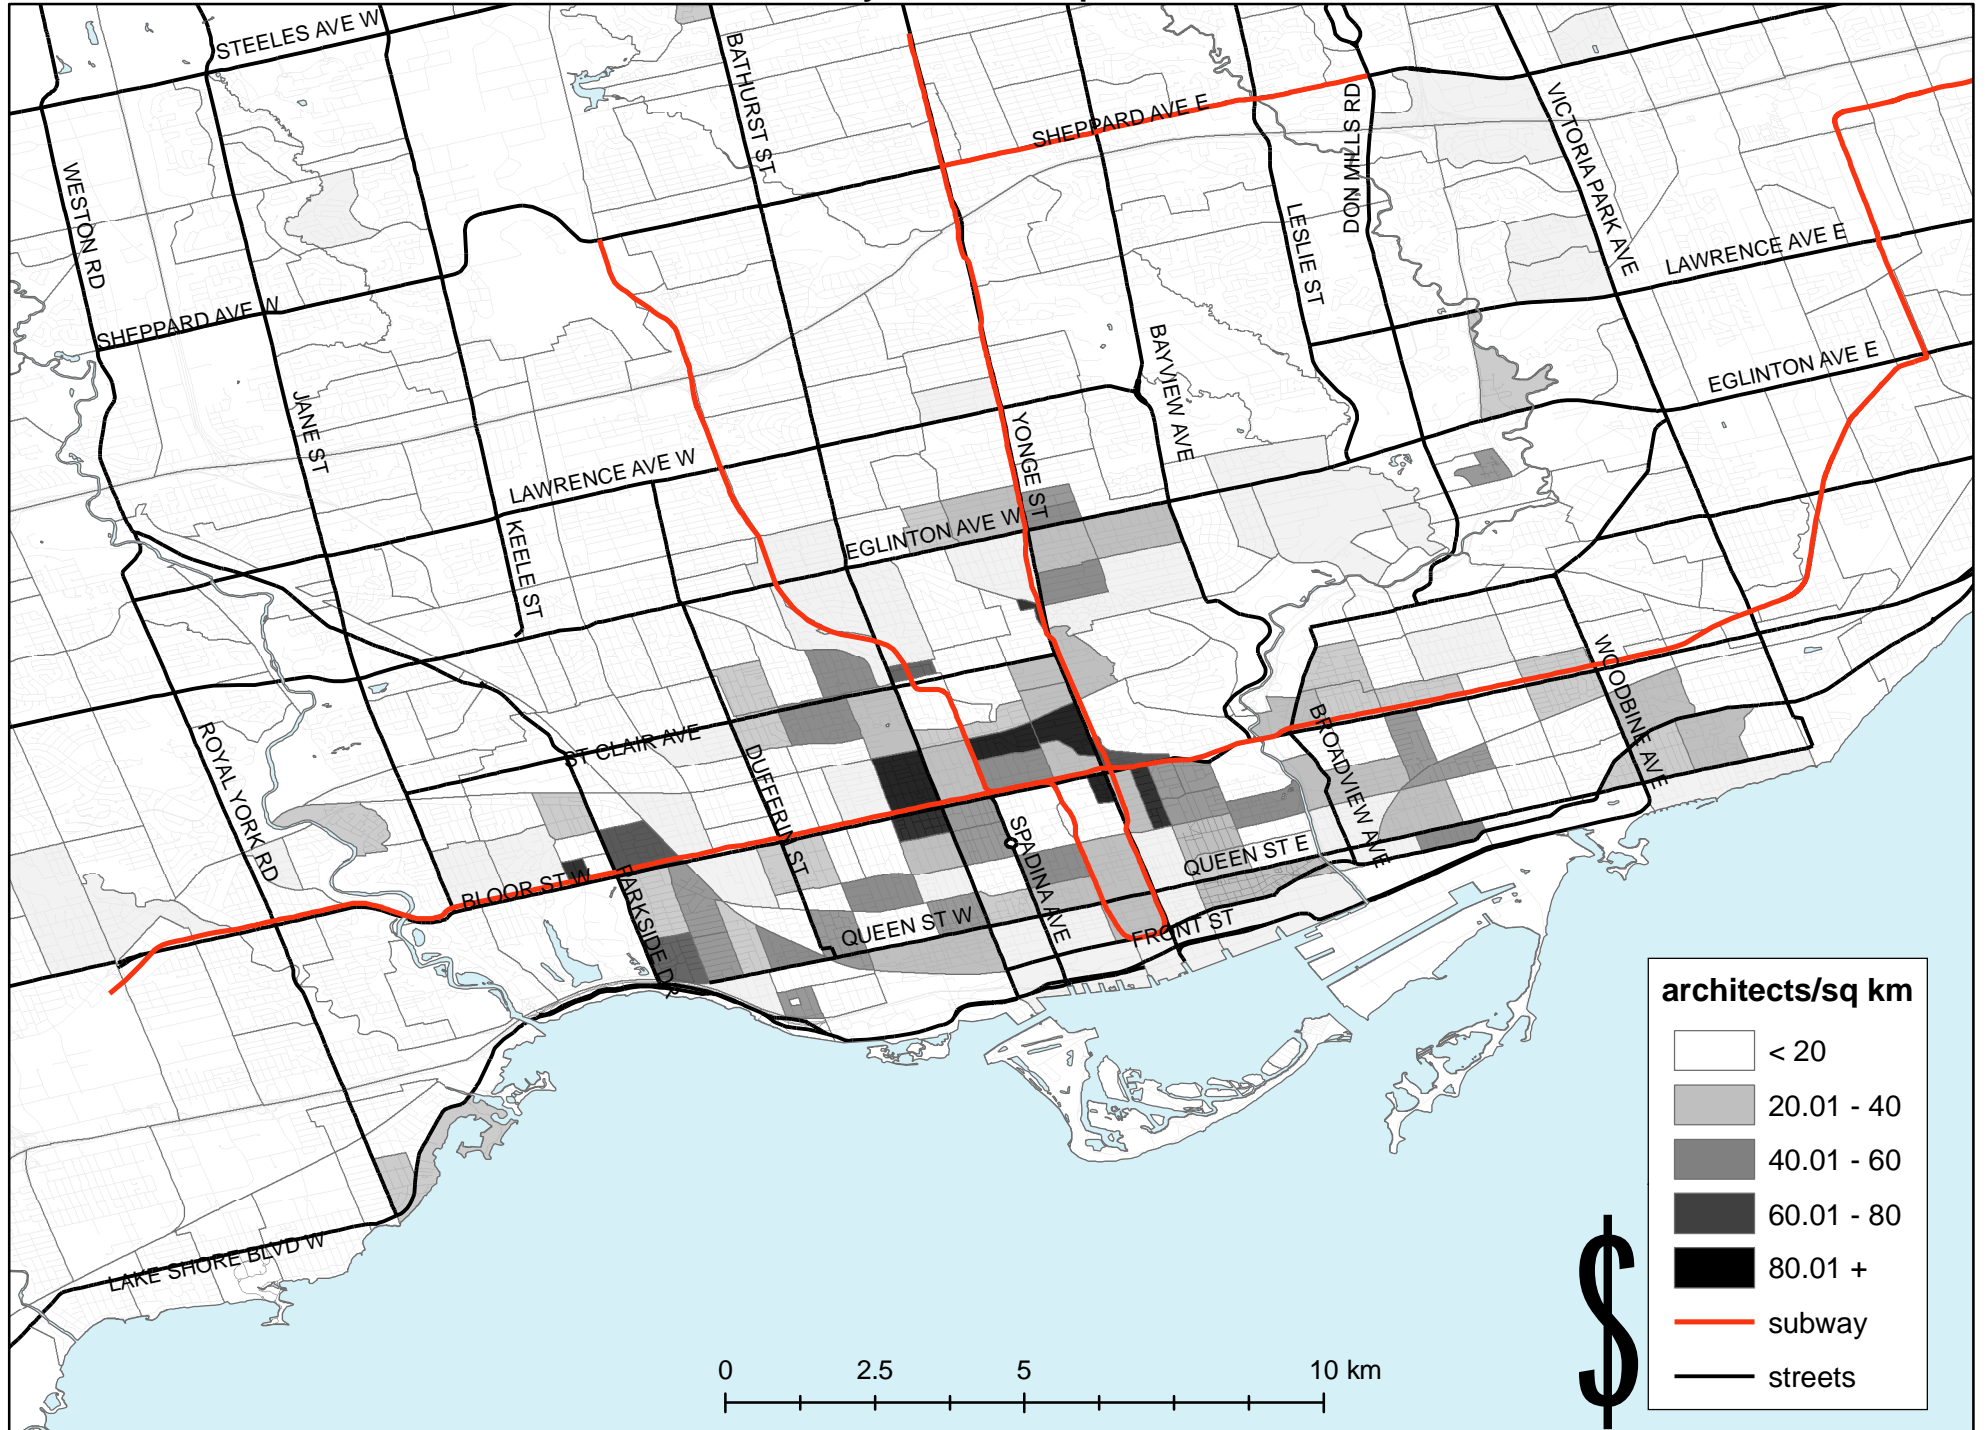 STEELES AVE W
BATHURST ST
SHEPPARD AVE E
DON MILLS RD
VICTORIA PARK AVE
WESTON RD
LESLIE ST
LAWRENCE AVE E
SHEPPARD AVE W
BAYVIEW AVE
EGLINTON AVE E
JANE ST
YONGE ST
LAWRENCE AVE W
KEELE ST
EGLINTON AVE W
WOODBINE AVE
ROYAL YORK RD
ST CLAIR AVE
DUFFERIN ST
BROADVIEW AVE
SPADINA AVE
QUEEN ST E
BLOOR ST W
PARKSIDE DR
QUEEN ST W
FRONT ST
LAKE SHORE BLVD W
architects/sq km
< 20
20.01 - 40
40.01 - 60
60.01 - 80
80.01 +
subway
streets
0 2.5 5 10 km
$